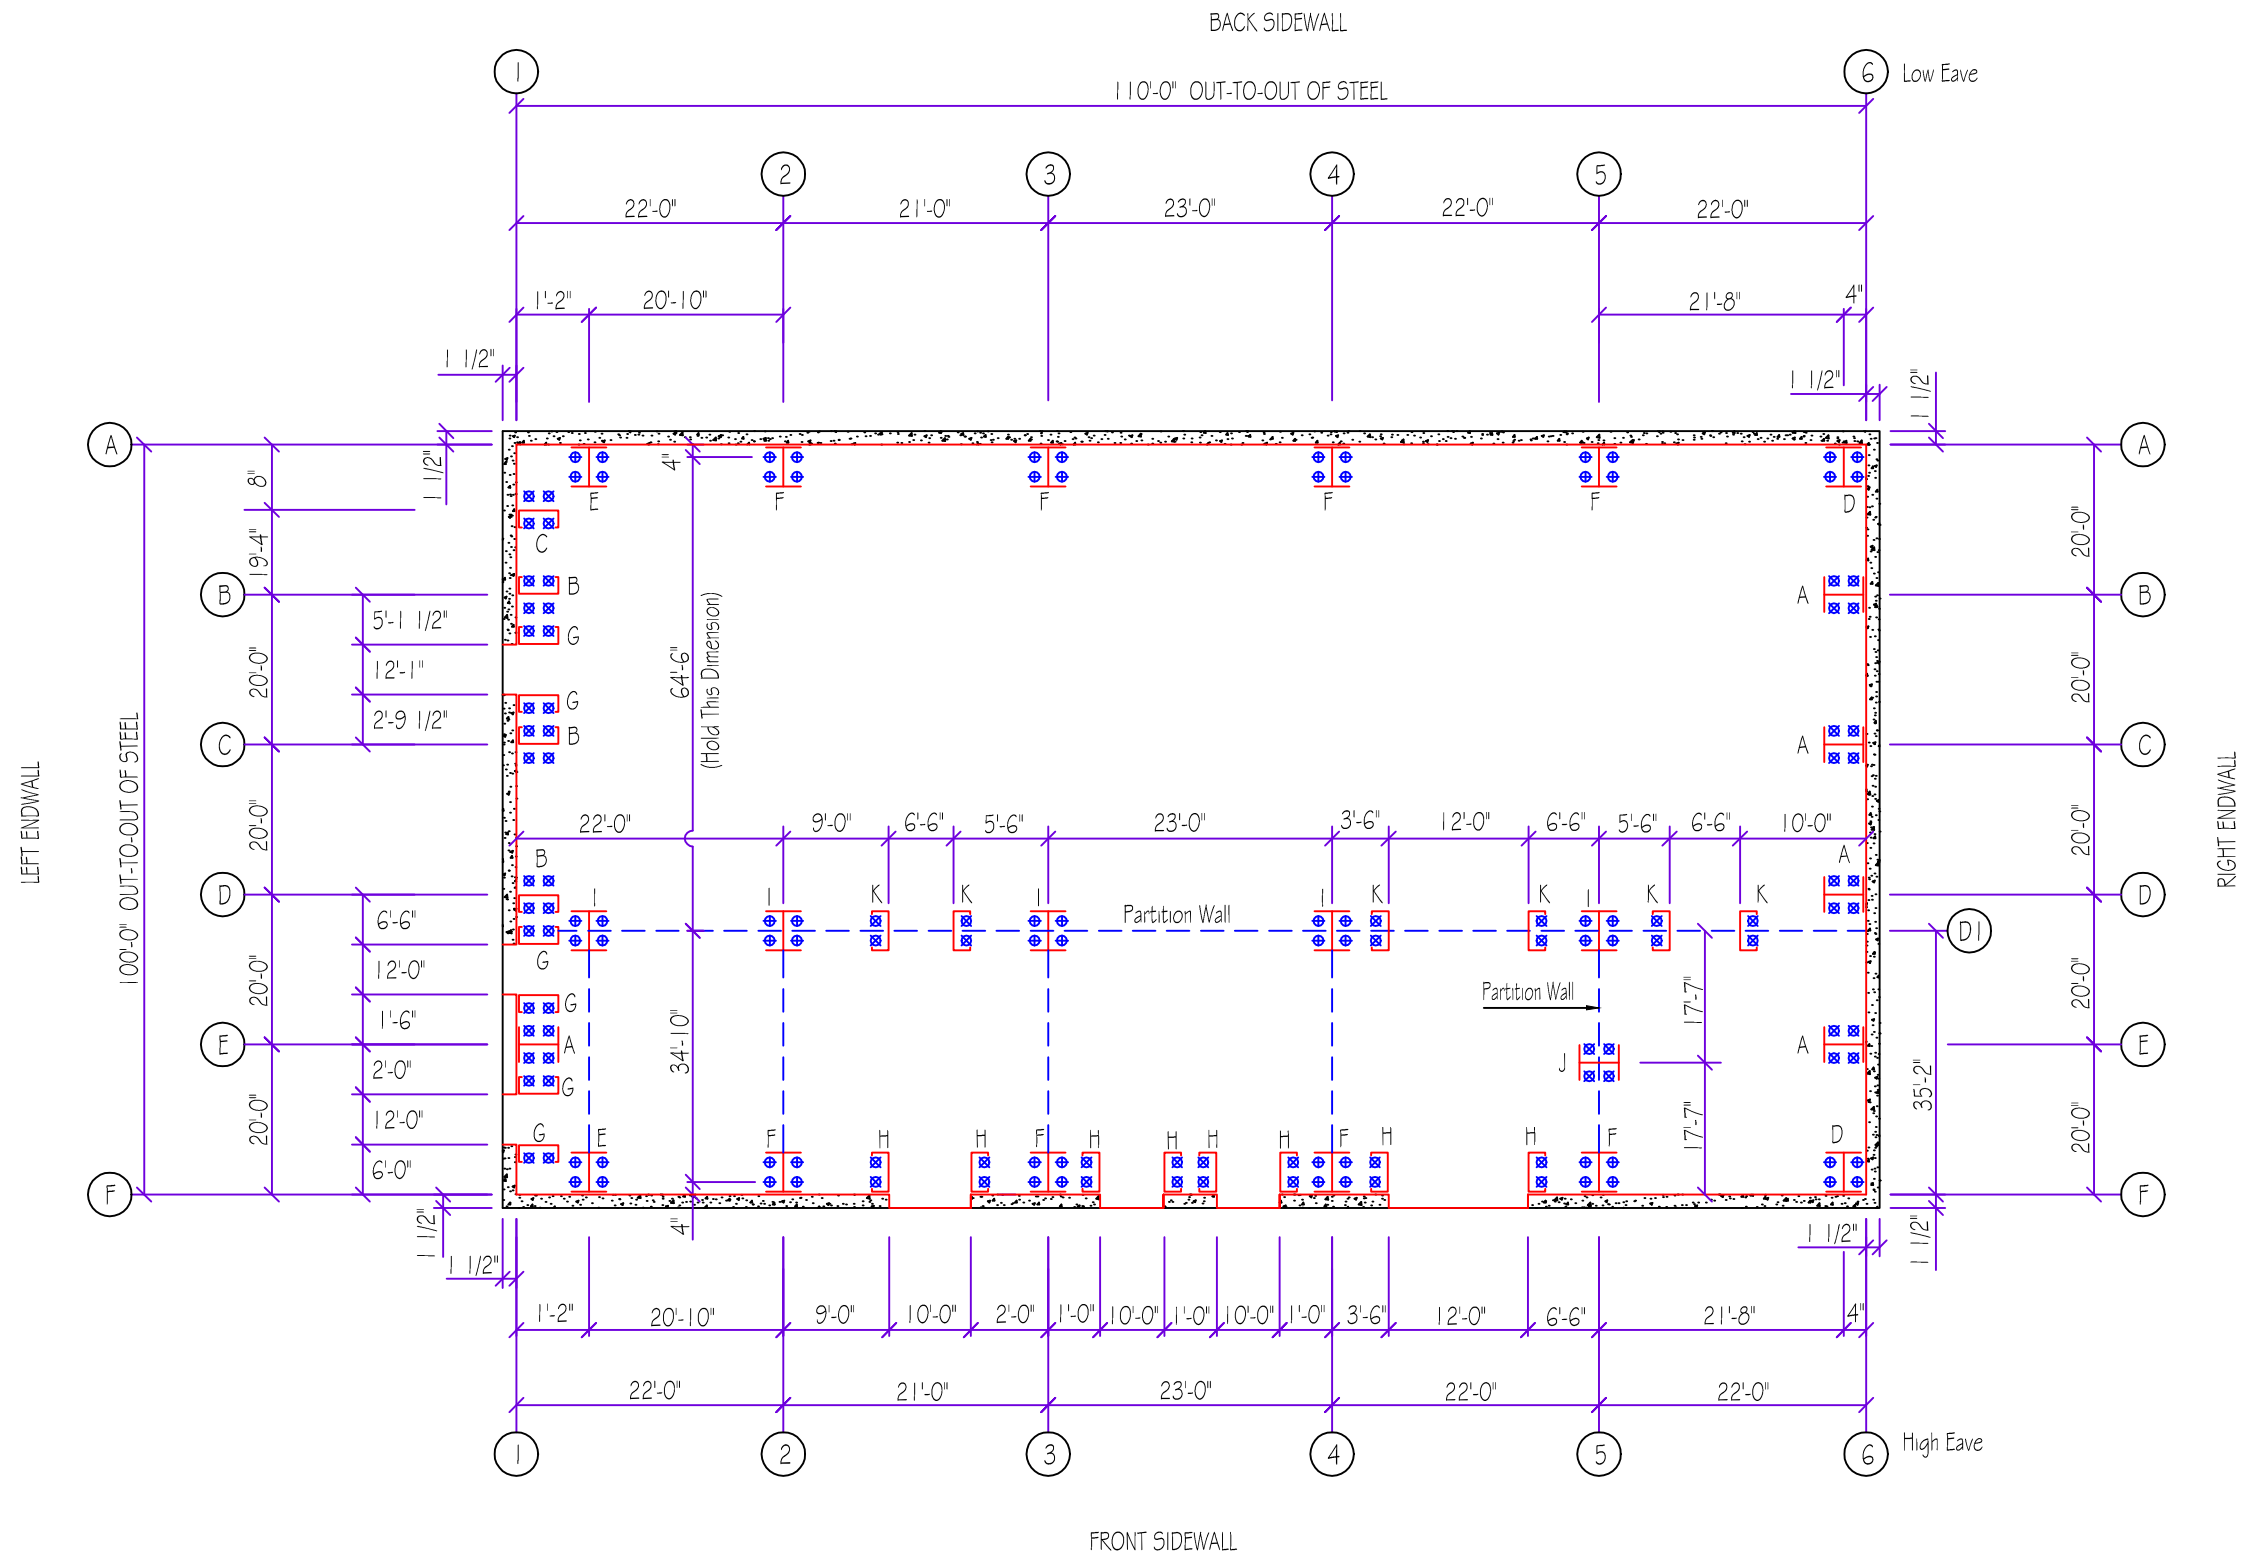 BACK SIDEWALL
1 6 Low Eave
110'-0" OUT-TO-OUT OF STEEL
2 3 4 5
22'-0" 21'-0" 23'-0" 22'-0" 22'-0"
1'-2" 20'-10" 21'-8" 4"
1 1/2" 1 1/2" 1 1/2"
A A
8" 1 1/2" 4"
E F F F F D
19'-4" C 20'-0"
B B A B
5'-1 1/2" G
20'-0" 12'-1" 64'-6" (Hold This Dimension) 20'-0"
2'-9 1/2" G
C B A C
LEFT ENDWALL
100'-0" OUT-TO-OUT OF STEEL
RIGHT ENDWALL
20'-0" 22'-0" 9'-0" 6'-6" 5'-6" 23'-0" 3'-6" 12'-0" 6'-6" 5'-6" 6'-6" 10'-0" 20'-0"
B A
D I I K K I I K K I K K D
6'-6" Partition Wall D1
G
20'-0" 12'-0" G Partition Wall 17'-7" 20'-0"
1'-6"
E A 34'-10" A E
2'-0" G J
20'-0" 12'-0" 17'-7" 35'-2" 20'-0"
G E F H H F H H H H F H H F D
6'-0"
F F
1 1/2" 4" 1 1/2" 1 1/2"
1 1/2"
1'-2" 20'-10" 9'-0" 10'-0" 2'-0" 1'-0" 10'-0" 1'-0" 10'-0" 1'-0" 3'-6" 12'-0" 6'-6" 21'-8" 4"
22'-0" 21'-0" 23'-0" 22'-0" 22'-0"
1 2 3 4 5 6 High Eave
FRONT SIDEWALL